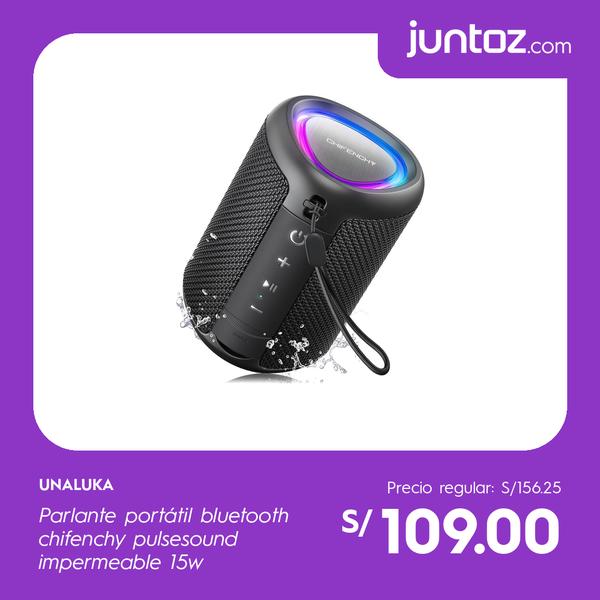 juntoz.com
CHIFENCHY
UNALUKA
Parlante portátil bluetooth
chifenchy pulsesound
impermeable 15w
Precio regular: S/156.25
S/109.00